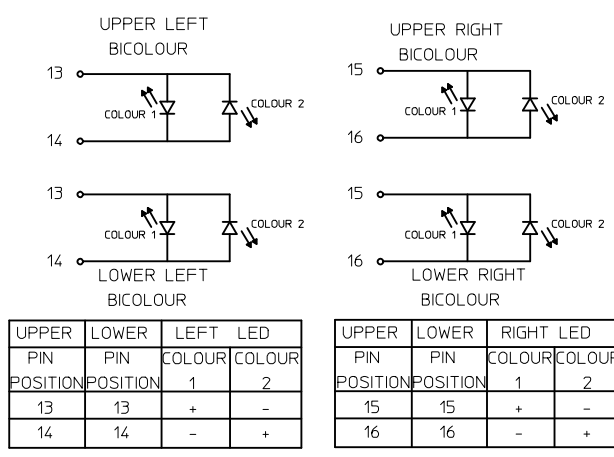 UPPER LEFT
BICOLOUR
13
COLOUR 1
COLOUR 2
14
13
COLOUR 1
COLOUR 2
14
LOWER LEFT
BICOLOUR
UPPER LOWER LEFT LED
PIN PIN COLOUR COLOUR
POSITION POSITION 1 2
13 13 + -
14 14 - +
UPPER RIGHT
BICOLOUR
15
COLOUR 1
COLOUR 2
16
15
COLOUR 1
COLOUR 2
16
LOWER RIGHT
BICOLOUR
UPPER LOWER RIGHT LED
PIN PIN COLOUR COLOUR
POSITION POSITION 1 2
15 15 + -
16 16 - +